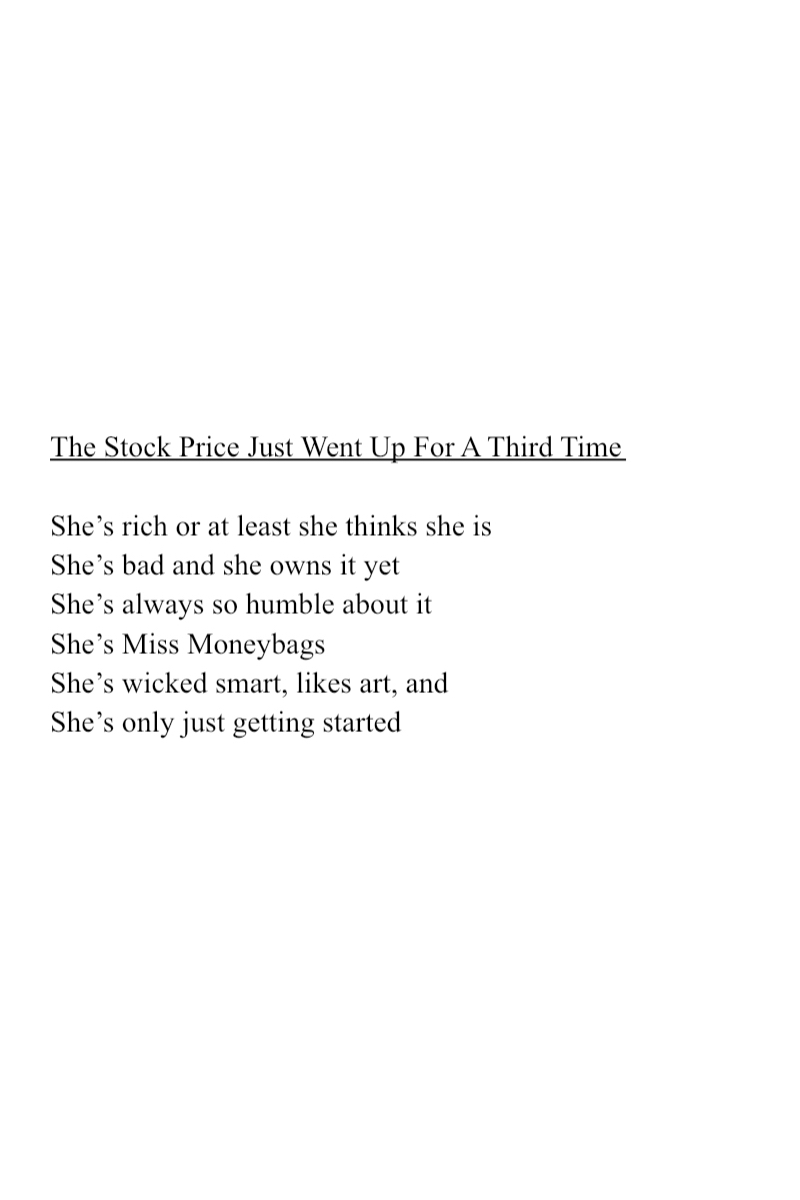 The Stock Price Just Went Up For A Third Time
She’s rich or at least she thinks she is
She’s bad and she owns it yet
She’s always so humble about it
She’s Miss Moneybags
She’s wicked smart, likes art, and
She’s only just getting started